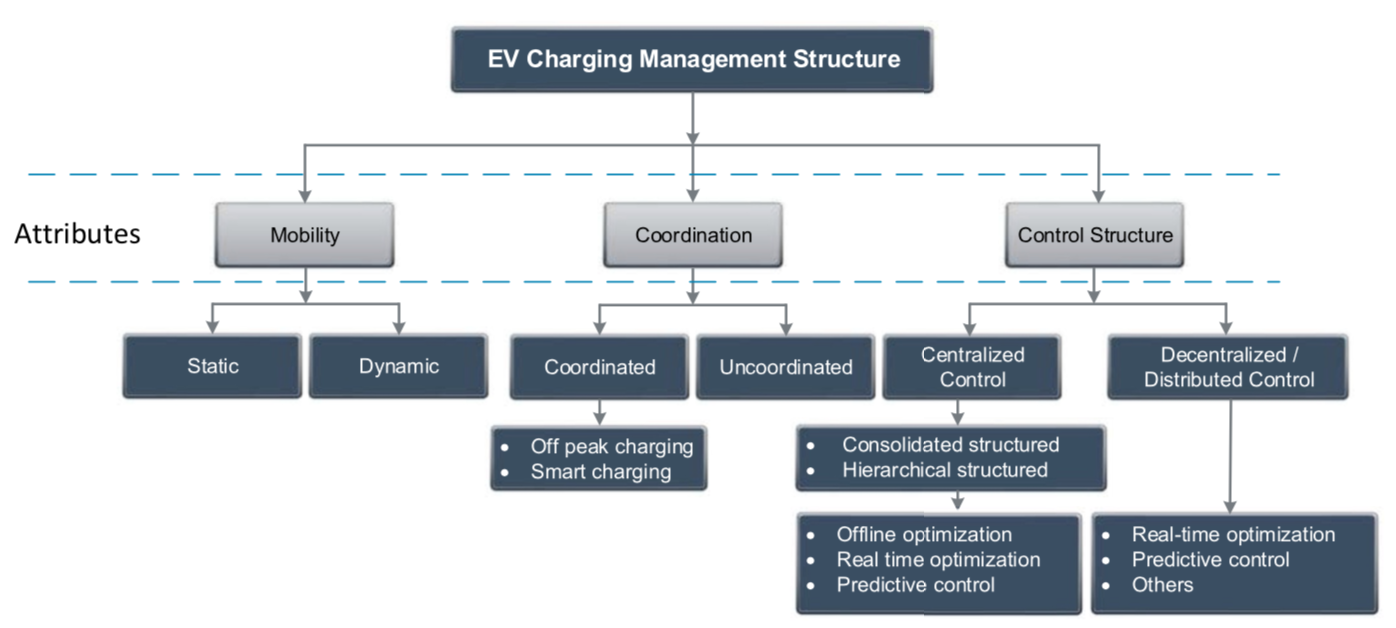 EV Charging Management Structure
Attributes
Mobility
Coordination
Control Structure
Static
Dynamic
Coordinated
Uncoordinated
Centralized
Control
Decentralized /
Distributed Control
• Off peak charging
• Smart charging
• Consolidated structured
• Hierarchical structured
• Offline optimization
• Real time optimization
• Predictive control
• Real-time optimization
• Predictive control
• Others